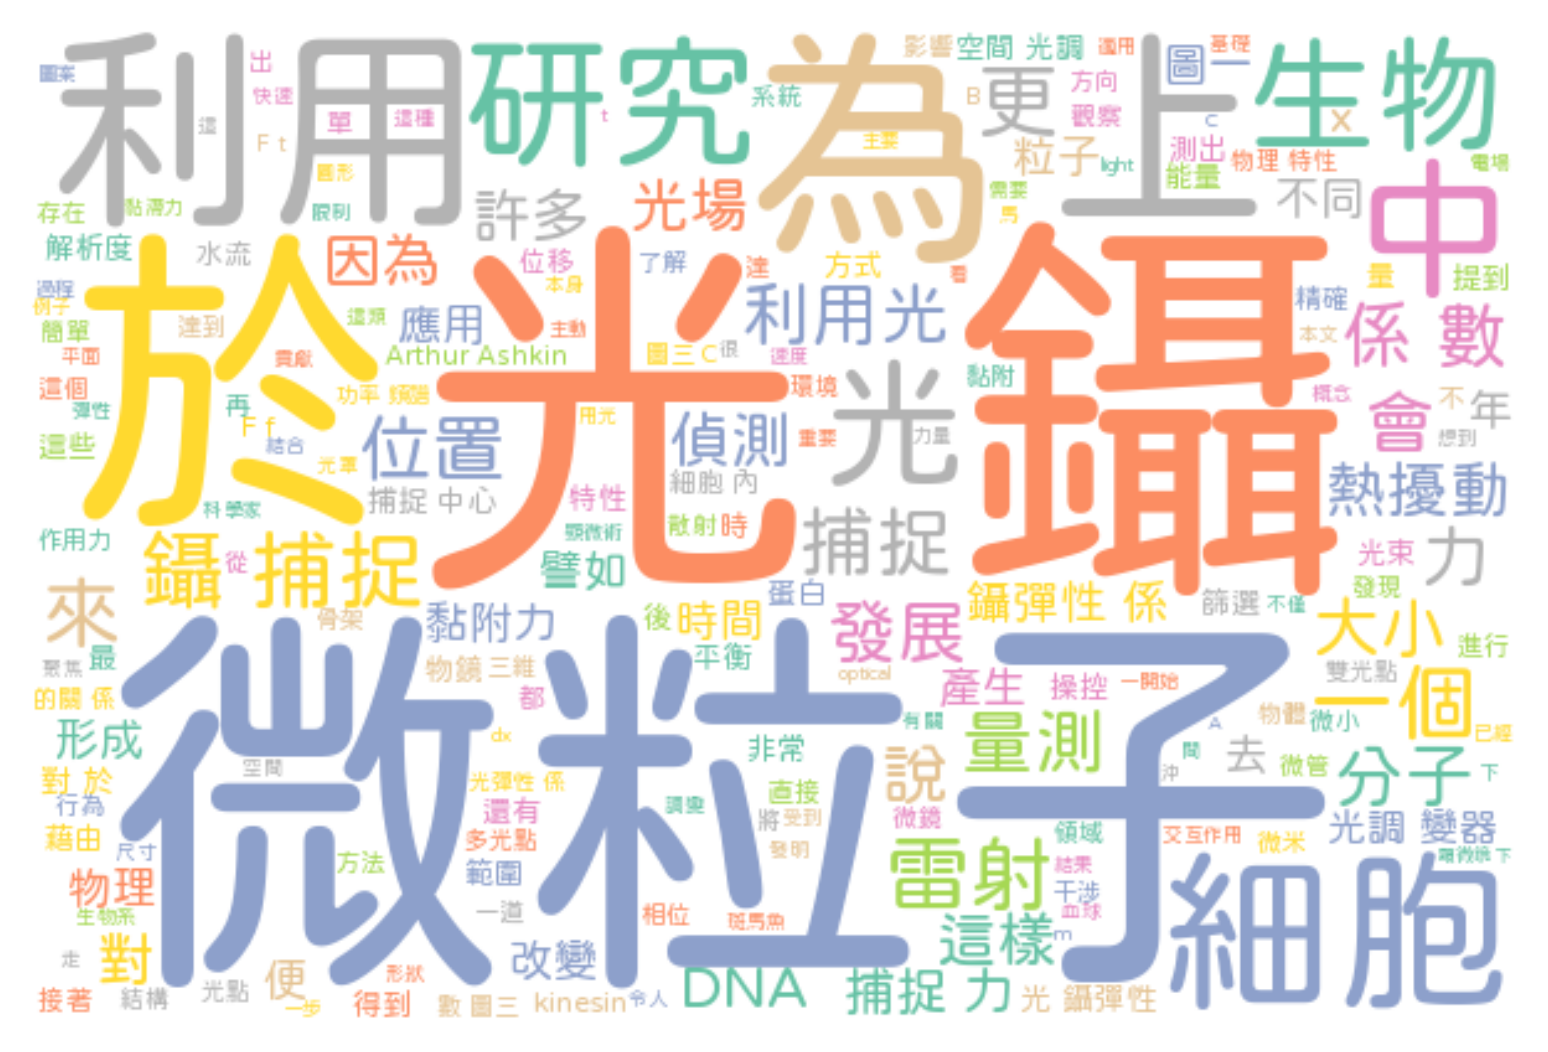 利用
研究
為
上
生物
圖案
出
快速
這
F t
單
這種
圓形
限制
t
系統
主要
影響
空間 光調
適用
基礎
一
圖
更
B
方向
觀察
粒子
light
C
測出
能量
x
物理 特性
電場
存在
黏滯力
解析度
水流
許多
光場
需要
馬
不同
中
於
光
鑷
因為
位移
本身
了解
達
方式
看
量
提到
過程
例子
簡單
達到
這類
應用
主動
利用光
精確
本文
係 數
平面
貢獻
Arthur Ashkin
圖三 C
很
速度
這個
彈性
再
功率 頻譜
用光
環境
黏附
概念
F f
結合
這些
光罩
位置
偵測
重要
光
力量
會
不
年
想到
科學家
捕捉 中心
特性
細胞 內
熱擾動
作用力
鑷 捕捉
從
顯微術
散射
時
捕捉
光束
力
譬如
發現
來
骨架
黏附力
後
時間
蛋白
發展
鑷彈性 係
篩選
不僅
大小
進行
聚焦
最
物鏡
三維
平衡
optical
雙光點
的關 係
都
產生
操控
一開始
一個
微粒子
形成
dx
有關
A
物體
微小
已經
空間
非常
量測
間
去
對 於
光彈性 係
直接
說
沖
微管
分子
下
行為
還有
調變
將
受到
微鏡
藉由
尺寸
方法
多光點
發明
領域
交互作用
微米
光調 變器
物理
範圍
雷射
結果
顯微鏡 下
生物系
一道
相位
斑馬魚
干涉
血球
細胞
對
改變
這樣
m
走
形狀
便
接著
結構
光點
一步
得到
數 圖三
kinesin
令人
DNA
捕捉 力
光 鑷彈性